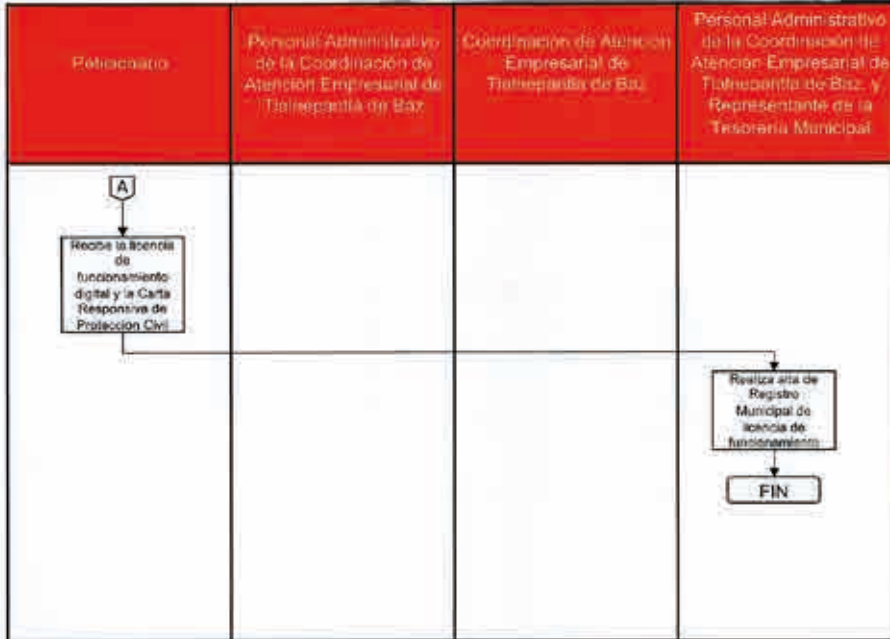 Peticionario
Personal Administrativo
de la Coordinación de
Atención Empresarial de
Tlalnepantla de Baz
Coordinación de Atención
Empresarial de
Tlalnepantla de Baz
Personal Administrativo
de la Coordinación de
Atención Empresarial de
Tlalnepantla de Baz, y
Representante de la
Tesorería Municipal
A
Recibe la licencia
de
funcionamiento
digital y la Carta
Responsiva de
Protección Civil
Realiza alta de
Registro
Municipal de
licencia de
funcionamiento
FIN